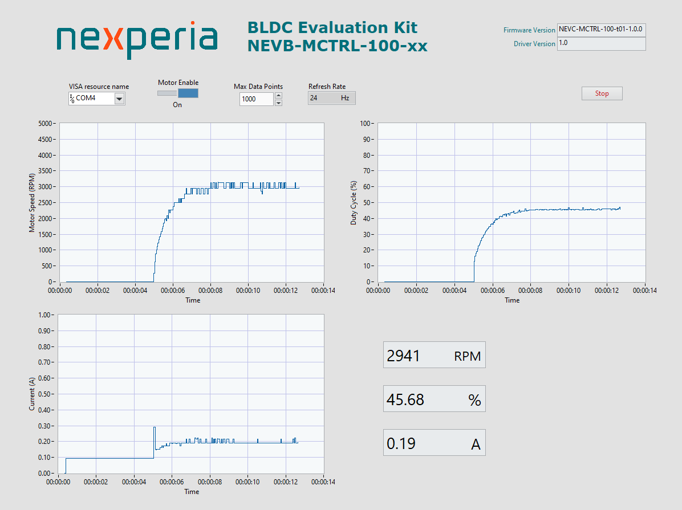 nexperia
BLDC Evaluation Kit
NEVB-MCTRL-100-xx
Firmware Version NEVC-MCTRL-100-t01-1.0.0
Driver Version 1.0
VISA resource name
COM4
Motor Enable
On
Max Data Points
1000
Refresh Rate
24 Hz
Stop
Motor Speed (RPM)
5000
4500
4000
3500
3000
2500
2000
1500
1000
500
0
00:00:00 00:00:02 00:00:04 00:00:06 00:00:08 00:00:10 00:00:12 00:00:14
Time
Duty Cycle (%)
100
90
80
70
60
50
40
30
20
10
0
00:00:00 00:00:02 00:00:04 00:00:06 00:00:08 00:00:10 00:00:12 00:00:14
Time
Current (A)
1.00
0.90
0.80
0.70
0.60
0.50
0.40
0.30
0.20
0.10
0.00
00:00:00 00:00:02 00:00:04 00:00:06 00:00:08 00:00:10 00:00:12 00:00:14
Time
2941 RPM
45.68 %
0.19 A